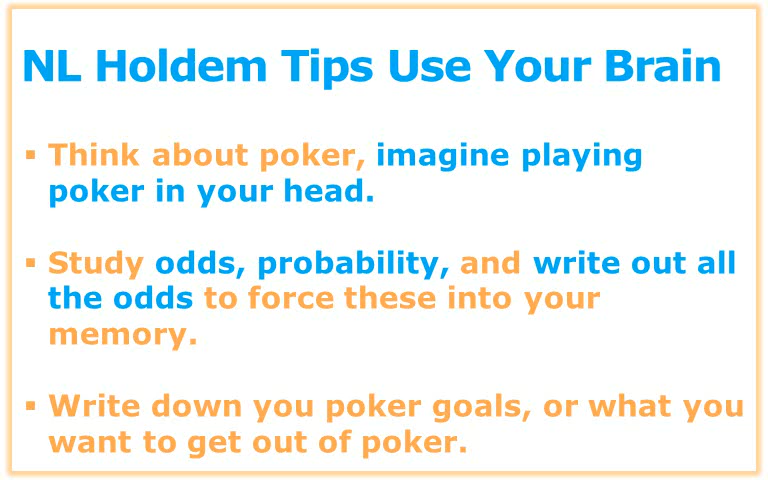 NL Holdem Tips Use Your Brain
▪ Think about poker, imagine playing
poker in your head.
▪ Study odds, probability, and write out all
the odds to force these into your
memory.
▪ Write down you poker goals, or what you
want to get out of poker.